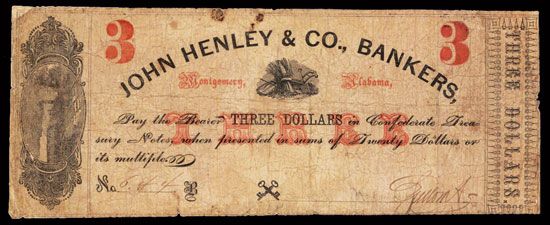 3 3
JOHN HENLEY & CO., BANKERS,
Montgomery, Alabama,
Pay the Bearer THREE DOLLARS in Confederate Trea-
sury Notes, when presented in sums of Twenty Dollars or
its multiples.
THREE
No. B
THREE DOLLARS.